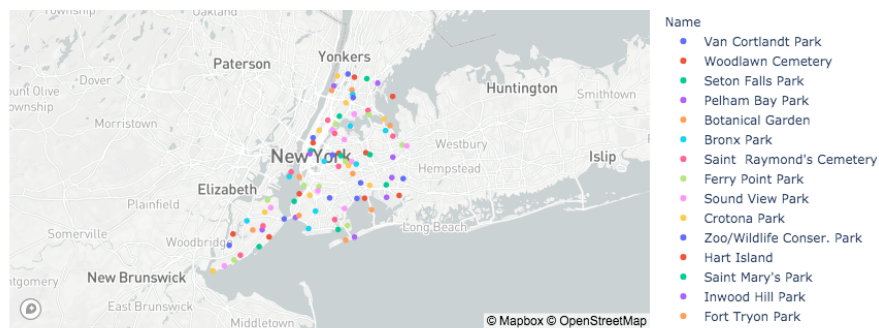 Township
Oakland
Yonkers
Paterson
Dover
Mount Olive
Township
Huntington
Smithtown
Morristown
New York
Westbury
Islip
Hempstead
Elizabeth
Plainfield
Long Beach
Somerville
Woodbridge
New Brunswick
East Brunswick
Middletown
© Mapbox © OpenStreetMap
Name
Van Cortlandt Park
Woodlawn Cemetery
Seton Falls Park
Pelham Bay Park
Botanical Garden
Bronx Park
Saint  Raymond's Cemetery
Ferry Point Park
Sound View Park
Crotona Park
Zoo/Wildlife Conser. Park
Hart Island
Saint Mary's Park
Inwood Hill Park
Fort Tryon Park